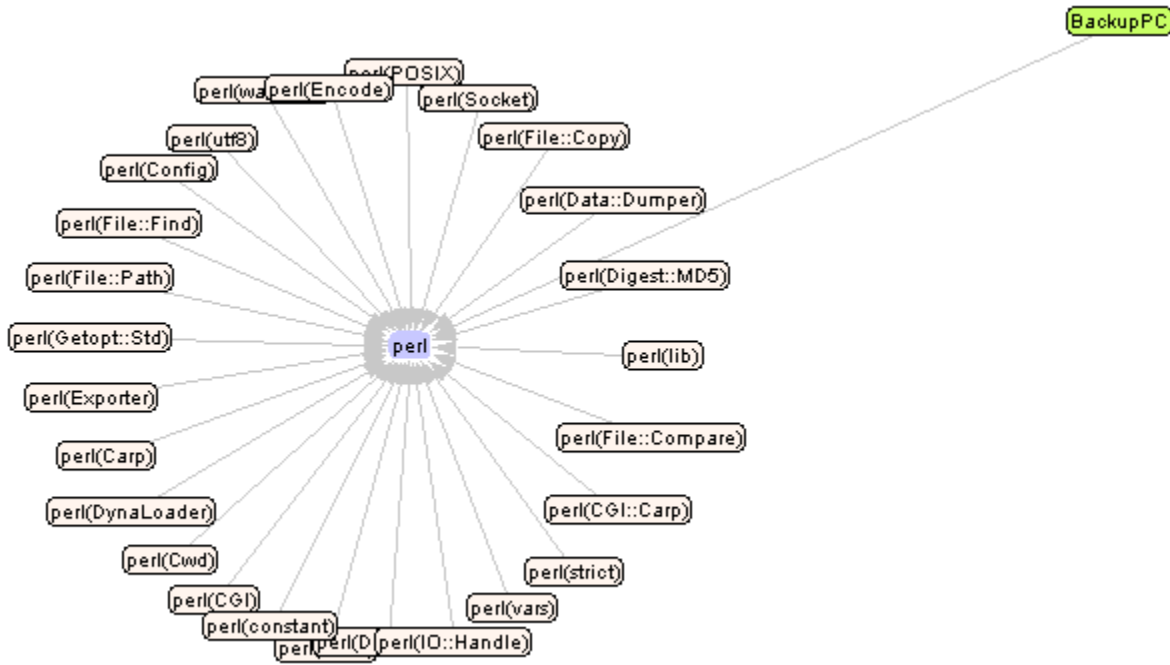 BackupPC
perl(POSIX)
perl(Encode)
perl(Socket)
perl(utf8)
perl(File::Copy)
perl(Config)
perl(Data::Dumper)
perl(File::Find)
perl(File::Path)
perl(Digest::MD5)
perl(Getopt::Std)
perl
perl(lib)
perl(Exporter)
perl(File::Compare)
perl(Carp)
perl(DynaLoader)
perl(CGI::Carp)
perl(Cwd)
perl(strict)
perl(CGI)
perl(vars)
perl(constant)
perl(IO::Handle)